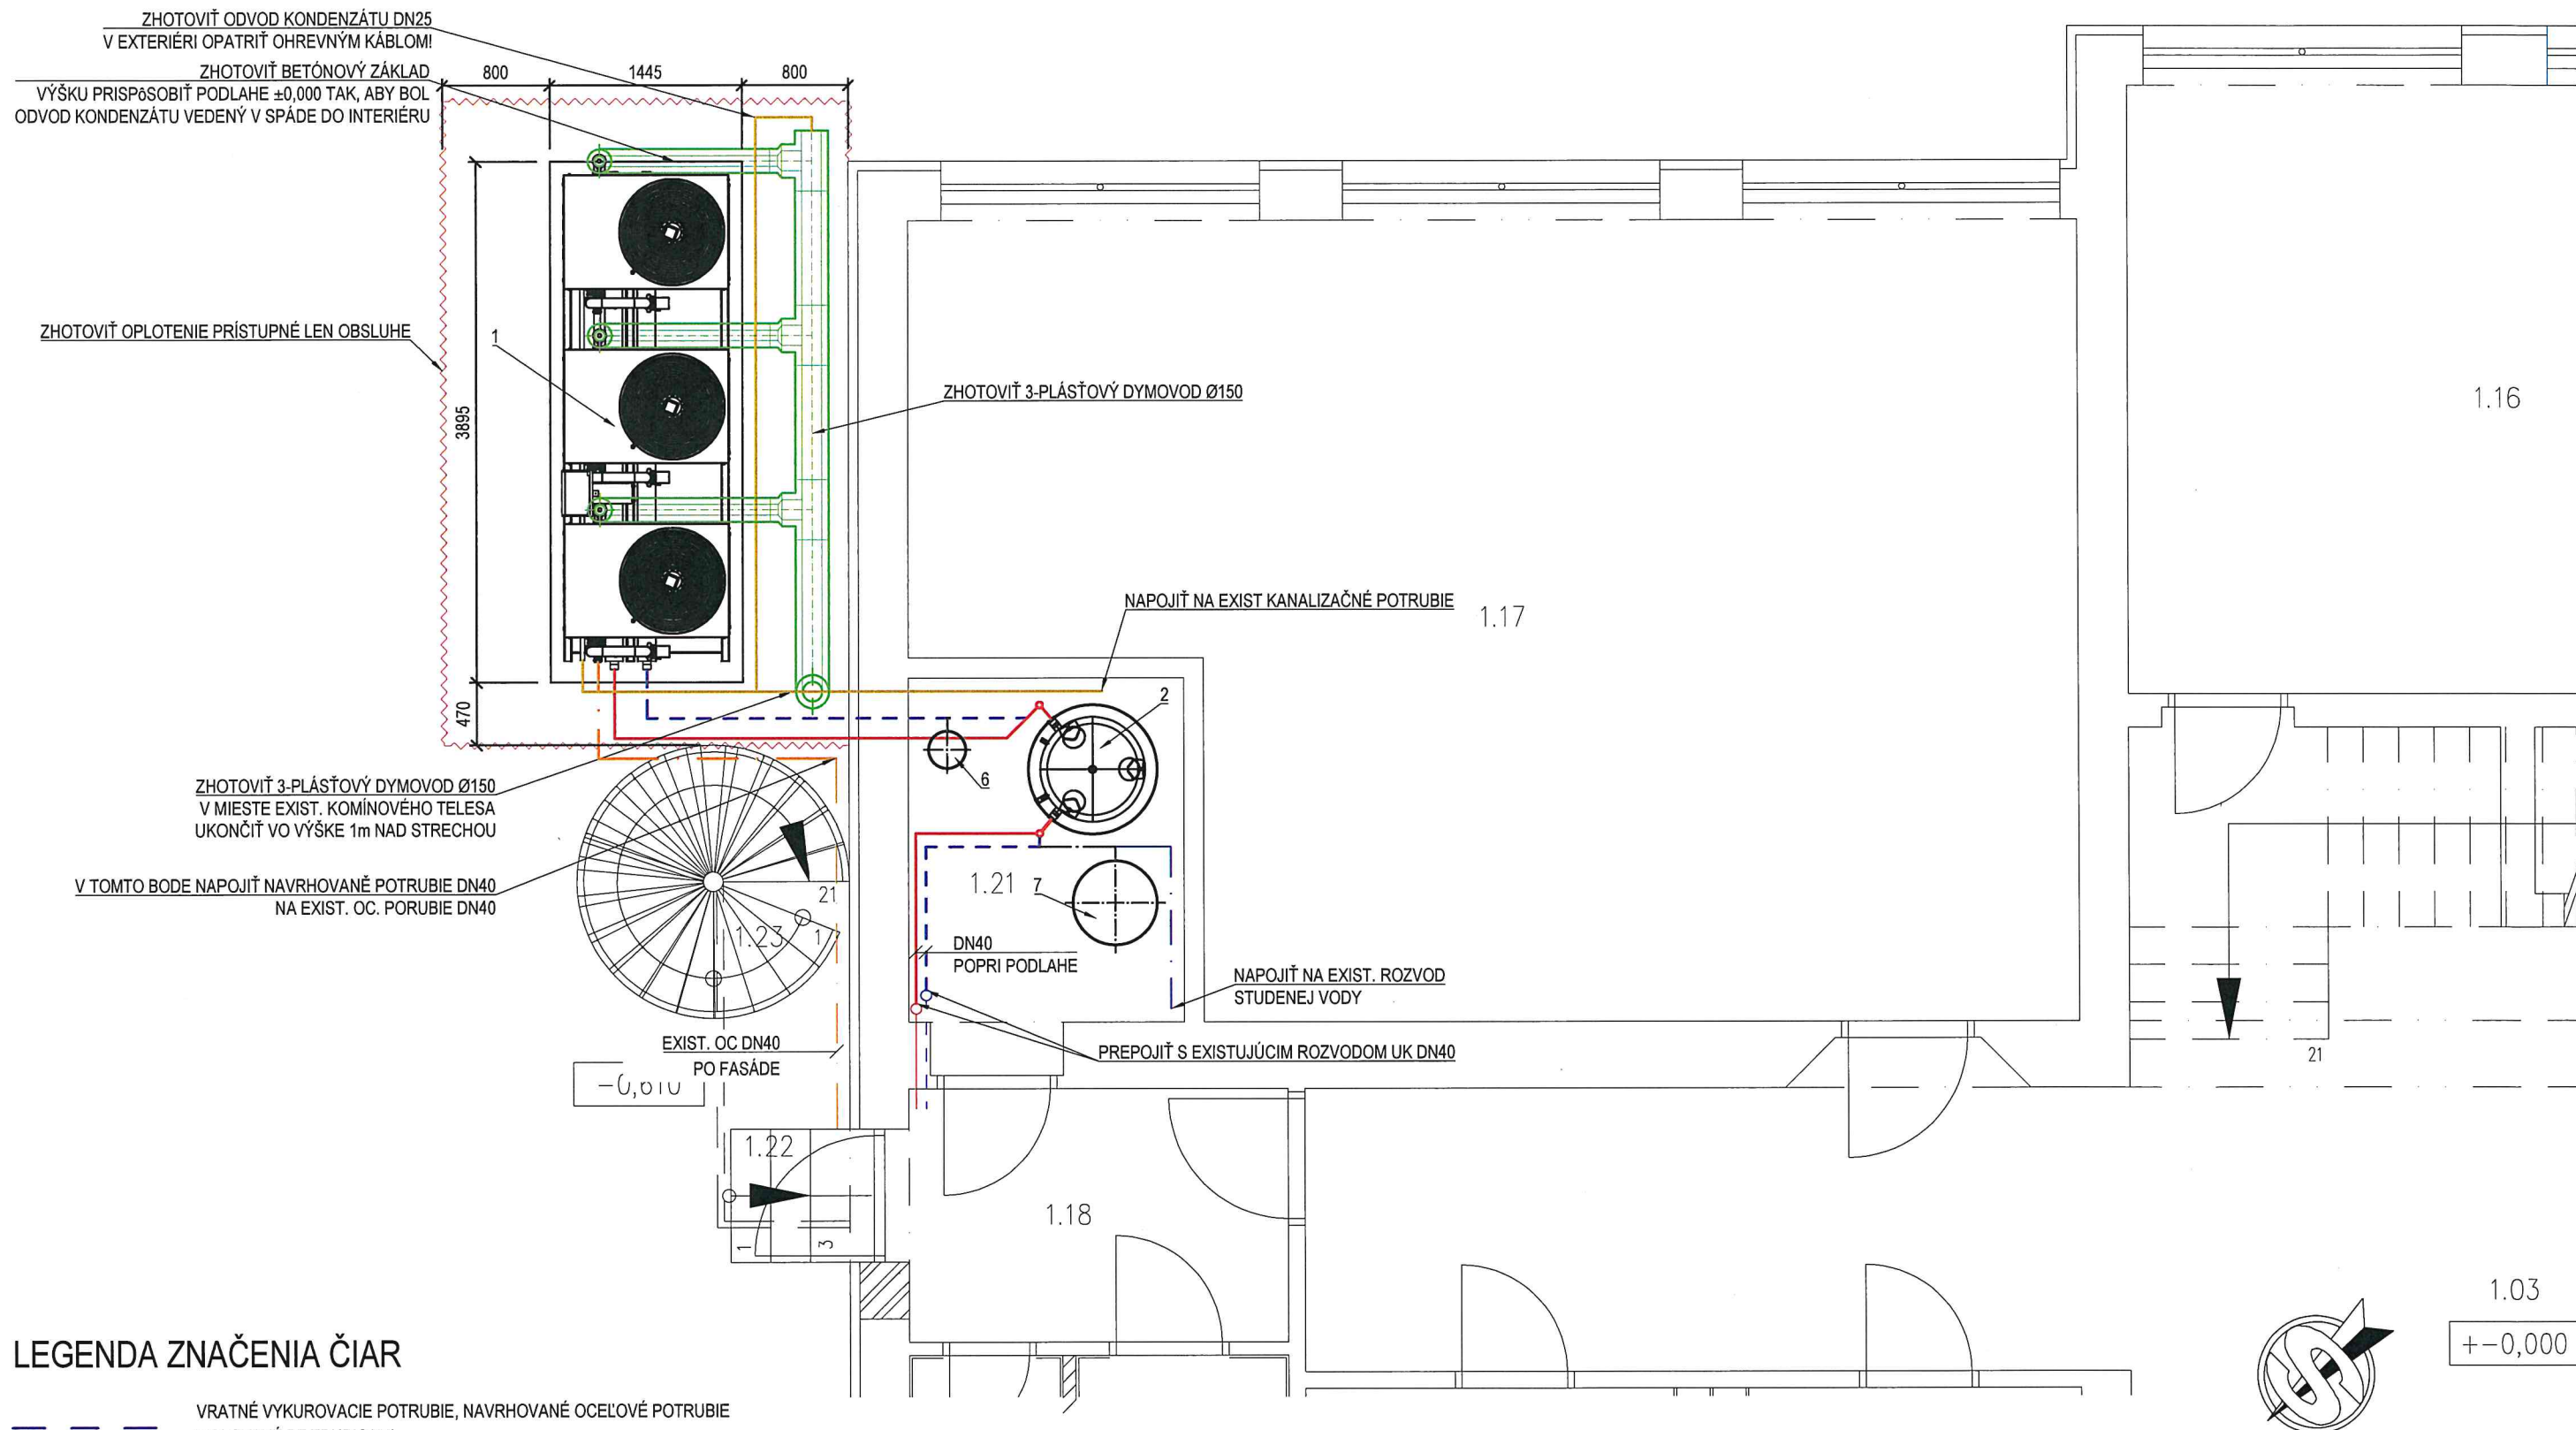 ZHOTOVIŤ ODVOD KONDENZÁTU DN25
V EXTERIÉRI OPATRIŤ OHREVNÝM KÁBLOM!
ZHOTOVIŤ BETÓNOVÝ ZÁKLAD
VÝŠKU PRISPôSOBIŤ PODLAHE ±0,000 TAK, ABY BOL
ODVOD KONDENZÁTU VEDENÝ V SPÁDE DO INTERIÉRU
800
1445
800
ZHOTOVIŤ OPLOTENIE PRÍSTUPNÉ LEN OBSLUHE
1
3895
470
ZHOTOVIŤ 3-PLÁSŤOVÝ DYMOVOD Ø150
1.16
NAPOJIŤ NA EXIST KANALIZAČNÉ POTRUBIE
1.17
2
6
ZHOTOVIŤ 3-PLÁSŤOVÝ DYMOVOD Ø150
V MIESTE EXIST. KOMÍNOVÉHO TELESA
UKONČIŤ VO VÝŠKE 1m NAD STRECHOU
V TOMTO BODE NAPOJIŤ NAVRHOVANĚ POTRUBIE DN40
NA EXIST. OC. PORUBIE DN40
21
1.23
1
1.21
7
DN40
POPRI PODLAHE
NAPOJIŤ NA EXIST. ROZVOD
STUDENEJ VODY
PREPOJIŤ S EXISTUJÚCIM ROZVODOM UK DN40
EXIST. OC DN40
PO FASÁDE
-0,610
21
1.22
1
3
1.18
1.03
+-0,000
S
LEGENDA ZNAČENIA ČIAR
VRATNÉ VYKUROVACIE POTRUBIE, NAVRHOVANÉ OCEĽOVÉ POTRUBIE